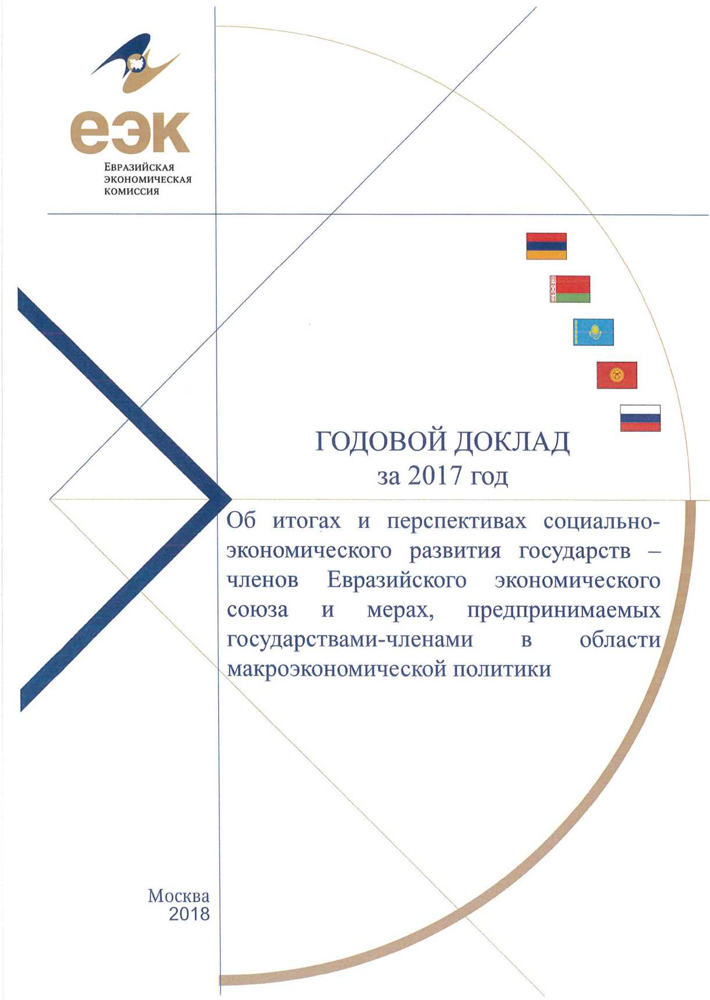 еэк
Евразийская
экономическая
комиссия
ГОДОВОЙ ДОКЛАД
за 2017 год
Об итогах и перспективах социально-
экономического развития государств –
членов Евразийского экономического
союза и мерах, предпринимаемых
государствами-членами в области
макроэкономической политики
Москва
2018